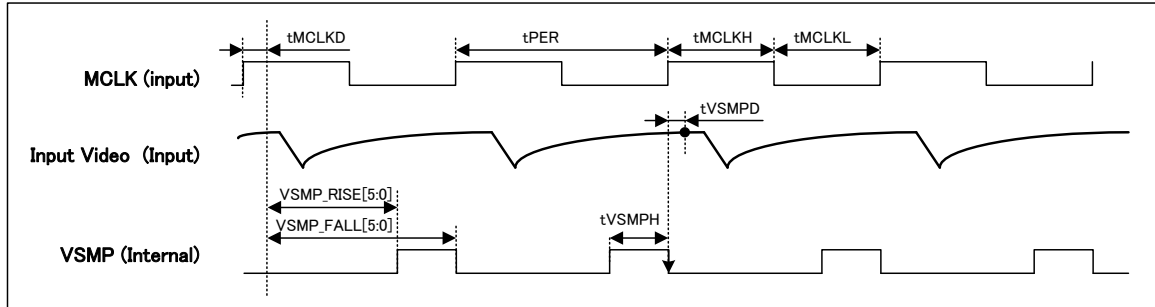 tMCLKD
tPER
tMCLKH
tMCLKL
MCLK (input)
tVSMPD
Input Video (Input)
VSMP_RISE[5:0]
VSMP_FALL[5:0]
tVSMPH
VSMP (Internal)